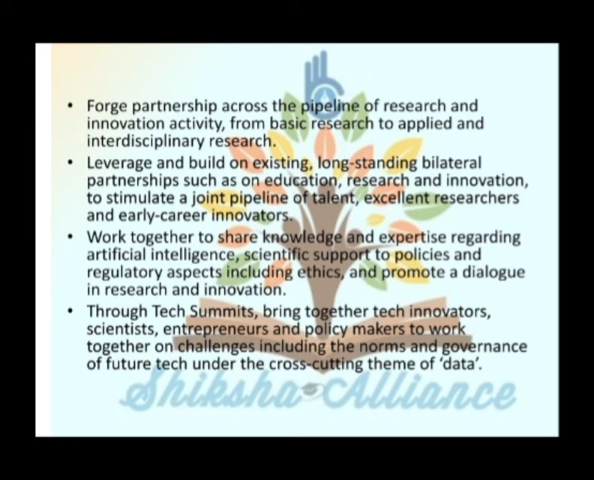 • Forge partnership across the pipeline of research and
innovation activity, from basic research to applied and
interdisciplinary research.
• Leverage and build on existing, long-standing bilateral
partnerships such as on education, research and innovation,
to stimulate a joint pipeline of talent, excellent researchers
and early-career innovators.
• Work together to share knowledge and expertise regarding
artificial intelligence, scientific support to policies and
regulatory aspects including ethics, and promote a dialogue
in research and innovation.
• Through Tech Summits, bring together tech innovators,
scientists, entrepreneurs and policy makers to work
together on challenges including the norms and governance
of future tech under the cross-cutting theme of ‘data’.
Shiksha Alliance